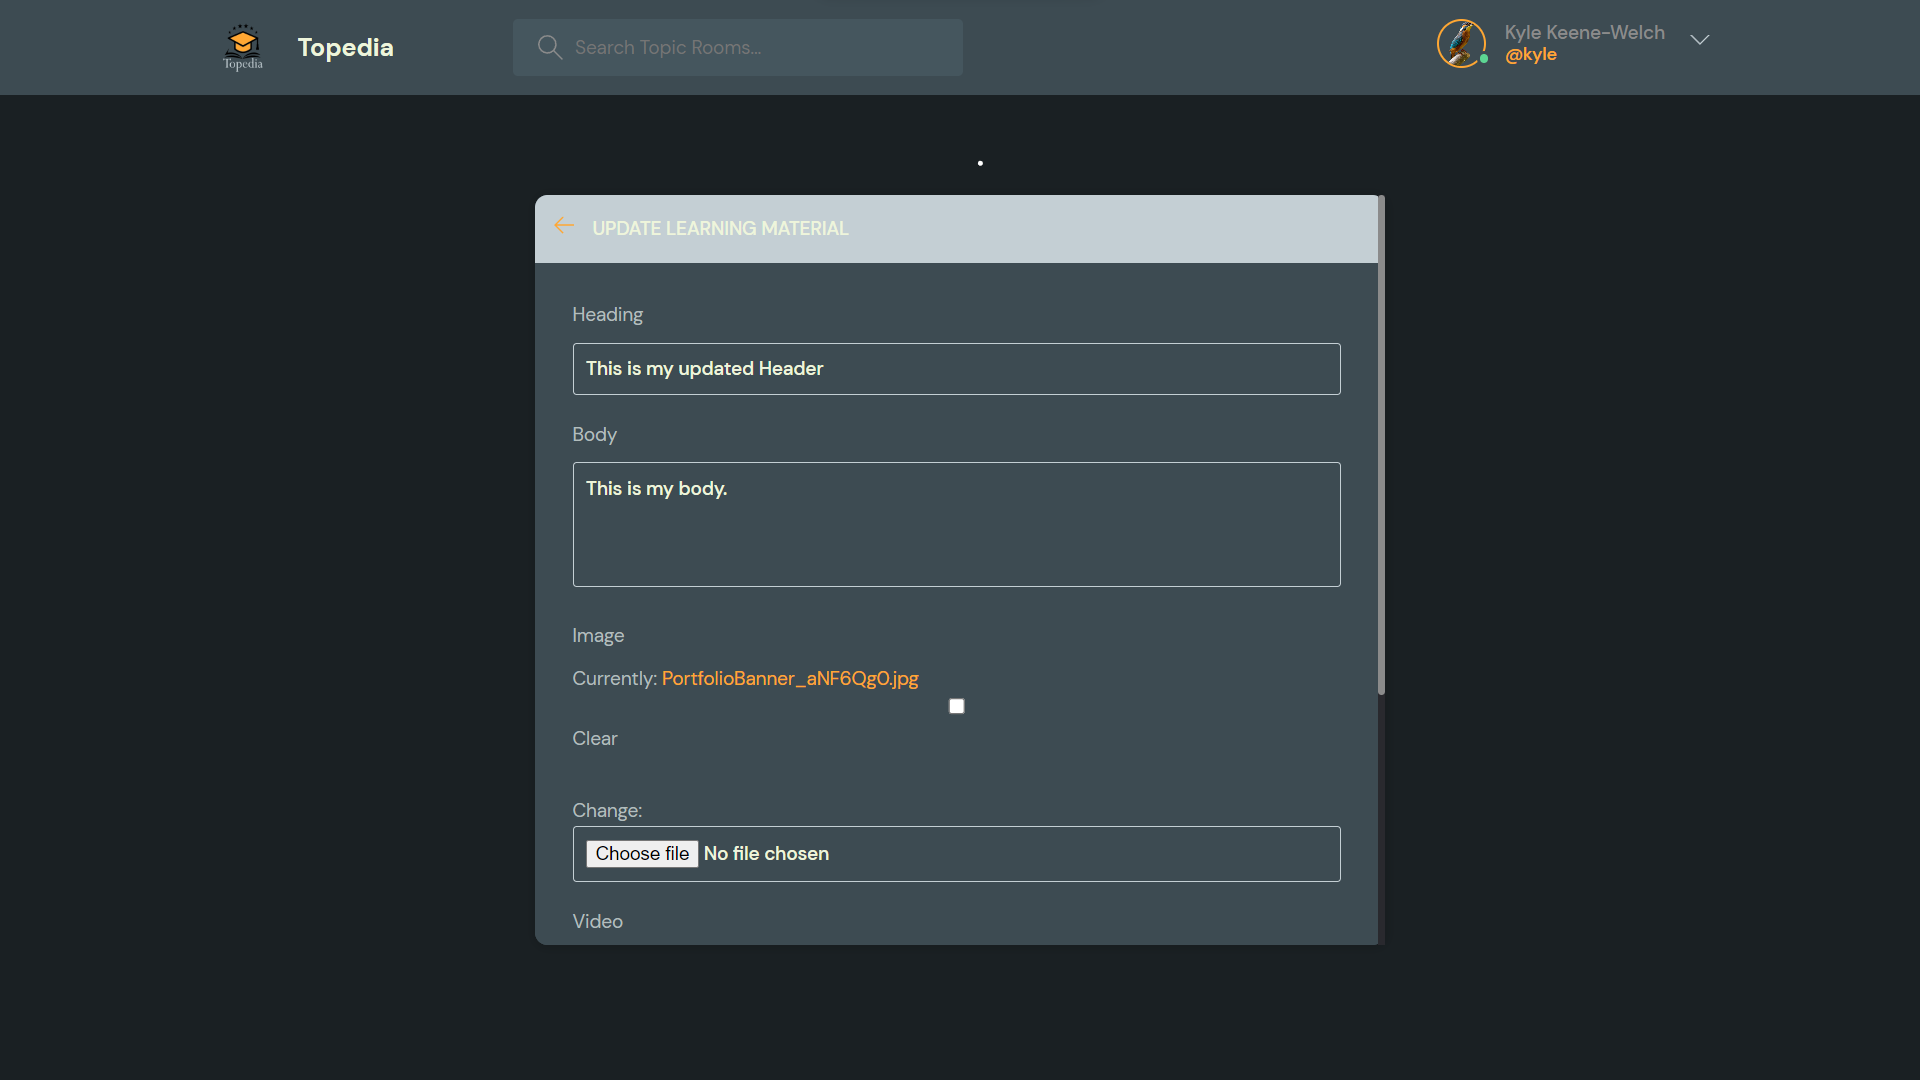 Topedia
Topedia
Search Topic Rooms...
Kyle Keene-Welch
@kyle
UPDATE LEARNING MATERIAL
Heading
This is my updated Header
Body
This is my body.
Image
Currently: PortfolioBanner_aNF6Qg0.jpg
Clear
Change:
Choose file No file chosen
Video